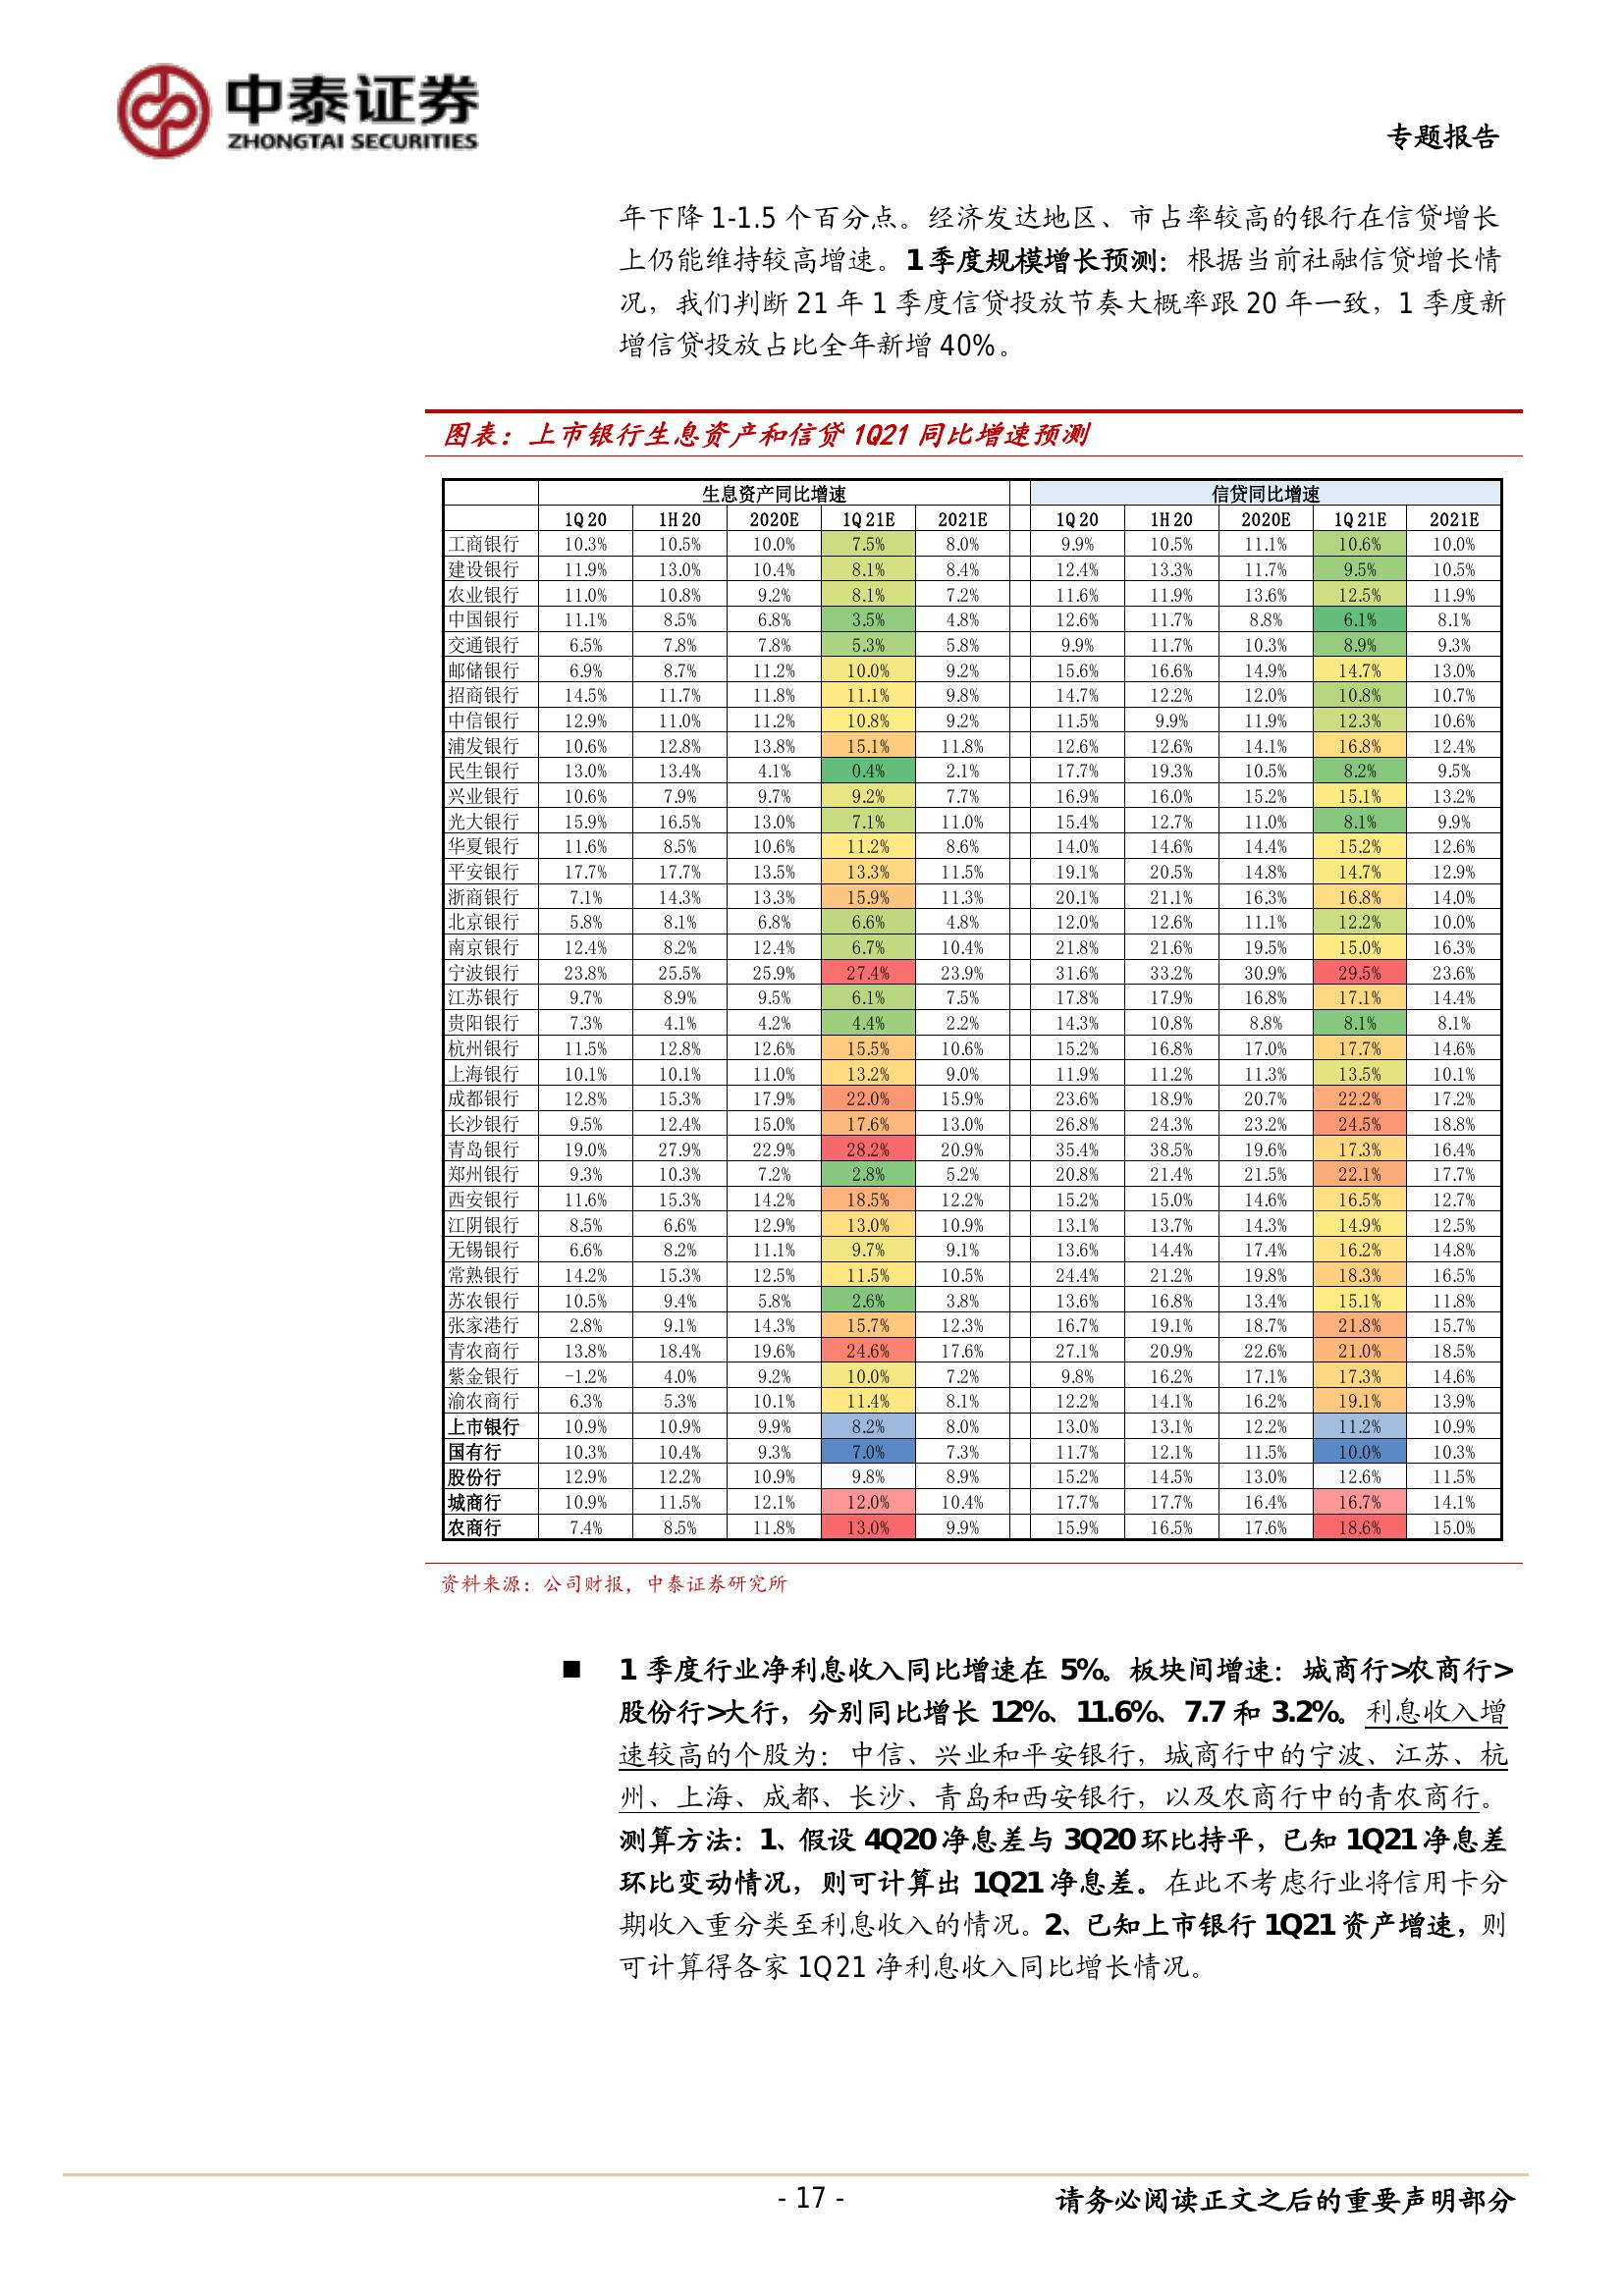 中泰证券
ZHONGTAI SECURITIES
专题报告
年下降 1-1.5 个百分点。经济发达地区、市占率较高的银行在信贷增长
上仍能维持较高增速。1 季度规模增长预测：根据当前社融信贷增长情
况，我们判断 21 年 1 季度信贷投放节奏大概率跟 20 年一致，1 季度新
增信贷投放占比全年新增 40%。
图表：上市银行生息资产和信贷 1Q21 同比增速预测
生息资产同比增速 信贷同比增速
1Q20 1H20 2020E 1Q21E 2021E 1Q20 1H20 2020E 1Q21E 2021E
工商银行 10.3% 10.5% 10.0% 7.5% 8.0% 9.9% 10.5% 11.1% 10.6% 10.0%
建设银行 11.9% 13.0% 10.4% 8.1% 8.4% 12.4% 13.3% 11.7% 9.5% 10.5%
农业银行 11.0% 10.8% 9.2% 8.1% 7.2% 11.6% 11.9% 13.6% 12.5% 11.9%
中国银行 11.1% 8.5% 6.8% 3.5% 4.8% 12.6% 11.7% 8.8% 6.1% 8.1%
交通银行 6.5% 7.8% 7.8% 5.3% 5.8% 9.9% 11.7% 10.3% 8.9% 9.3%
邮储银行 6.9% 8.7% 11.2% 10.0% 9.2% 15.6% 16.6% 14.9% 14.7% 13.0%
招商银行 14.5% 11.7% 11.8% 11.1% 9.8% 14.7% 12.2% 12.0% 10.8% 10.7%
中信银行 12.9% 11.0% 11.2% 10.8% 9.2% 11.5% 9.9% 11.9% 12.3% 10.6%
浦发银行 10.6% 12.8% 13.8% 15.1% 11.8% 12.6% 12.6% 14.1% 16.8% 12.4%
民生银行 13.0% 13.4% 4.1% 0.4% 2.1% 17.7% 19.3% 10.5% 8.2% 9.5%
兴业银行 10.6% 7.9% 9.7% 9.2% 7.7% 16.9% 16.0% 15.2% 15.1% 13.2%
光大银行 15.9% 16.5% 13.0% 7.1% 11.0% 15.4% 12.7% 11.0% 8.1% 9.9%
华夏银行 11.6% 8.5% 10.6% 11.2% 8.6% 14.0% 14.6% 14.4% 15.2% 12.6%
平安银行 17.7% 17.7% 13.5% 13.3% 11.5% 19.1% 20.5% 14.8% 14.7% 12.9%
浙商银行 7.1% 14.3% 13.3% 15.9% 11.3% 20.1% 21.1% 16.3% 16.8% 14.0%
北京银行 5.8% 8.1% 6.8% 6.6% 4.8% 12.0% 12.6% 11.1% 12.2% 10.0%
南京银行 12.4% 8.2% 12.4% 6.7% 10.4% 21.8% 21.6% 19.5% 15.0% 16.3%
宁波银行 23.8% 25.5% 25.9% 27.4% 23.9% 31.6% 33.2% 30.9% 29.5% 23.6%
江苏银行 9.7% 8.9% 9.5% 6.1% 7.5% 17.8% 17.9% 16.8% 17.1% 14.4%
贵阳银行 7.3% 4.1% 4.2% 4.4% 2.2% 14.3% 10.8% 8.8% 8.1% 8.1%
杭州银行 11.5% 12.8% 12.6% 15.5% 10.6% 15.2% 16.8% 17.0% 17.7% 14.6%
上海银行 10.1% 10.1% 11.0% 13.2% 9.0% 11.9% 11.2% 11.3% 13.5% 10.1%
成都银行 12.8% 15.3% 17.9% 22.0% 15.9% 23.6% 18.9% 20.7% 22.2% 17.2%
长沙银行 9.5% 12.4% 15.0% 17.6% 13.0% 26.8% 24.3% 23.2% 24.5% 18.8%
青岛银行 19.0% 27.9% 22.9% 28.2% 20.9% 35.4% 38.5% 19.6% 17.3% 16.4%
郑州银行 9.3% 10.3% 7.2% 2.8% 5.2% 20.8% 21.4% 21.5% 22.1% 17.7%
西安银行 11.6% 15.3% 14.2% 18.5% 12.2% 15.2% 15.0% 14.6% 16.5% 12.7%
江阴银行 8.5% 6.6% 12.9% 13.0% 10.9% 13.1% 13.7% 14.3% 14.9% 12.5%
无锡银行 6.6% 8.2% 11.1% 9.7% 9.1% 13.6% 14.4% 17.4% 16.2% 14.8%
常熟银行 14.2% 15.3% 12.5% 11.5% 10.5% 24.4% 21.2% 19.8% 18.3% 16.5%
苏农银行 10.5% 9.4% 5.8% 2.6% 3.8% 13.6% 16.8% 13.4% 15.1% 11.8%
张家港行 2.8% 9.1% 14.3% 15.7% 12.3% 16.7% 19.1% 18.7% 21.8% 15.7%
青农商行 13.8% 18.4% 19.6% 24.6% 17.6% 27.1% 20.9% 22.6% 21.0% 18.5%
紫金银行 -1.2% 4.0% 9.2% 10.0% 7.2% 9.8% 16.2% 17.1% 17.3% 14.6%
渝农商行 6.3% 5.3% 10.1% 11.4% 8.1% 12.2% 14.1% 16.2% 19.1% 13.9%
上市银行 10.9% 10.9% 9.9% 8.2% 8.0% 13.0% 13.1% 12.2% 11.2% 10.9%
国有行 10.3% 10.4% 9.3% 7.0% 7.3% 11.7% 12.1% 11.5% 10.0% 10.3%
股份行 12.9% 12.2% 10.9% 9.8% 8.9% 15.2% 14.5% 13.0% 12.6% 11.5%
城商行 10.9% 11.5% 12.1% 12.0% 10.4% 17.7% 17.7% 16.4% 16.7% 14.1%
农商行 7.4% 8.5% 11.8% 13.0% 9.9% 15.9% 16.5% 17.6% 18.6% 15.0%
资料来源：公司财报，中泰证券研究所
■ 1 季度行业净利息收入同比增速在 5%。板块间增速：城商行>农商行>
股份行>大行，分别同比增长 12%、11.6%、7.7 和 3.2%。利息收入增
速较高的个股为：中信、兴业和平安银行，城商行中的宁波、江苏、杭
州、上海、成都、长沙、青岛和西安银行，以及农商行中的青农商行。
测算方法：1、假设 4Q20 净息差与 3Q20 环比持平，已知 1Q21 净息差
环比变动情况，则可计算出 1Q21 净息差。在此不考虑行业将信用卡分
期收入重分类至利息收入的情况。2、已知上市银行 1Q21 资产增速，则
可计算得各家 1Q21 净利息收入同比增长情况。
- 17 -
请务必阅读正文之后的重要声明部分